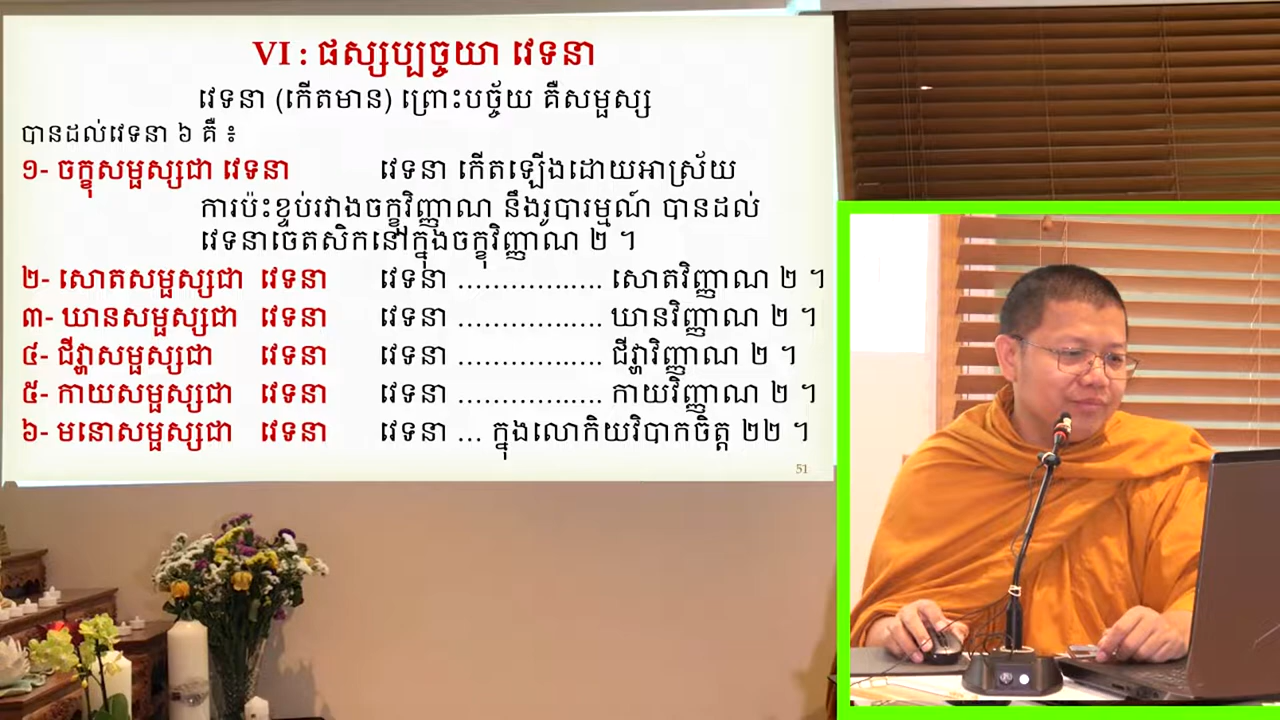 VI : ផស្សប្បច្ចយា វេទនា
វេទនា (កើតមាន) ព្រោះបច្ច័យ គឺសម្ផស្ស
បានដល់វេទនា ៦ គឺ ៖
១- ចក្ខុសម្ផស្សជា វេទនា វេទនា កើតឡើងដោយអាស្រ័យ
ការប៉ះខ្ទប់រវាងចក្ខុវិញ្ញាណ នឹងរូបារម្មណ៍ បានដល់
វេទនាចេតសិកនៅក្នុងចក្ខុវិញ្ញាណ ២ ។
២- សោតសម្ផស្សជា វេទនា វេទនា ………….…. សោតវិញ្ញាណ ២ ។
៣- ឃានសម្ផស្សជា វេទនា វេទនា ………….…. ឃានវិញ្ញាណ ២ ។
៤- ជីវ្ហាសម្ផស្សជា វេទនា វេទនា ………….…. ជីវ្ហាវិញ្ញាណ ២ ។
៥- កាយសម្ផស្សជា វេទនា វេទនា ………….…. កាយវិញ្ញាណ ២ ។
៦- មនោសម្ផស្សជា វេទនា វេទនា … ក្នុងលោកិយវិបាកចិត្ត ២២ ។
51